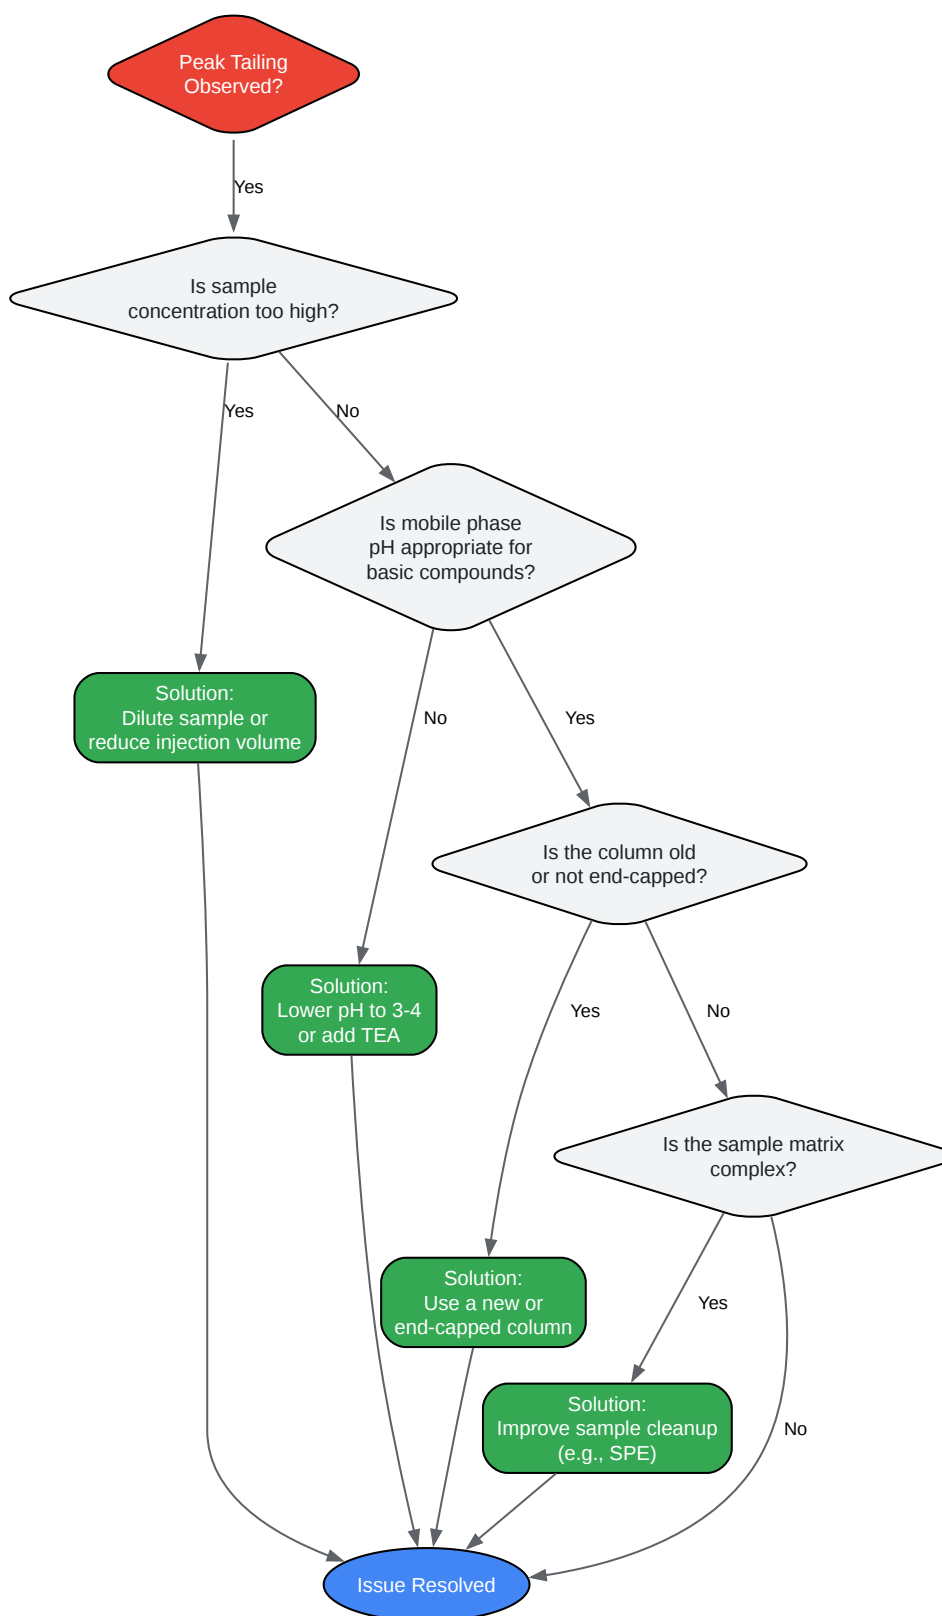 Peak Tailing
Observed?
Yes
Is sample
concentration too high?
Yes
No
Is mobile phase
pH appropriate for
basic compounds?
Solution:
Dilute sample or
reduce injection volume
No
Yes
Is the column old
or not end-capped?
Solution:
Lower pH to 3-4
or add TEA
Yes
No
Is the sample matrix
complex?
Solution:
Use a new or
end-capped column
Yes
Solution:
Improve sample cleanup
(e.g., SPE)
No
Issue Resolved